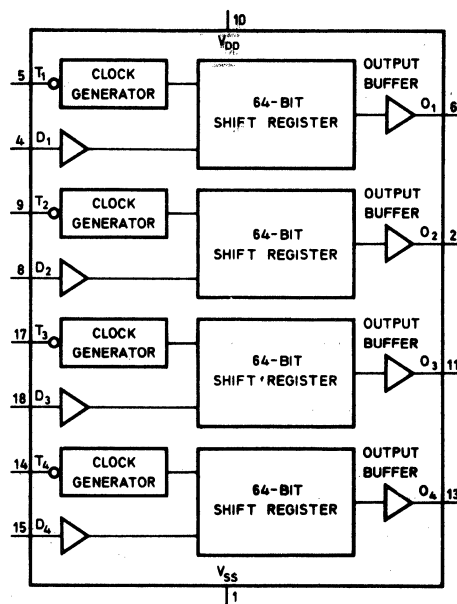 10
V_DD
OUTPUT
BUFFER
5 T1
CLOCK
GENERATOR
64-BIT
SHIFT REGISTER
O1 6
4 D1
OUTPUT
BUFFER
9 T2
CLOCK
GENERATOR
64-BIT
SHIFT REGISTER
O2 2
8 D2
OUTPUT
BUFFER
17 T3
CLOCK
GENERATOR
64-BIT
SHIFT REGISTER
O3 11
18 D3
OUTPUT
BUFFER
14 T4
CLOCK
GENERATOR
64-BIT
SHIFT REGISTER
O4 13
15 D4
V_SS
1